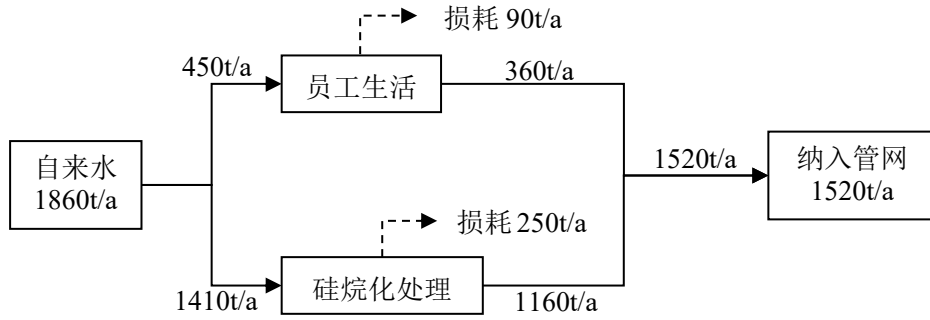 损耗 90t/a
450t/a
员工生活
360t/a
自来水
1860t/a
1520t/a
纳入管网
1520t/a
损耗 250t/a
1410t/a
硅烷化处理
1160t/a